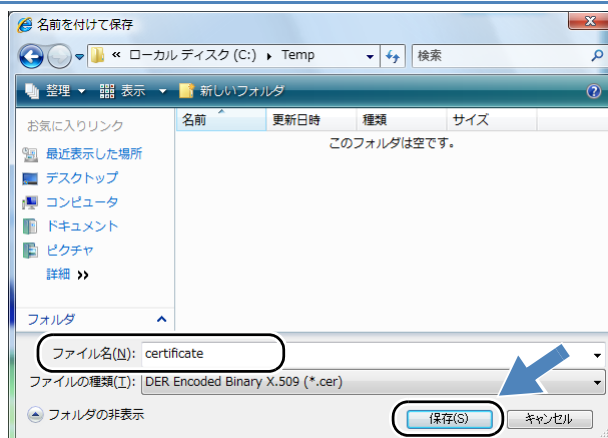 名前を付けて保存
« ローカル ディスク (C:) ▸ Temp 検索
整理 表示 新しいフォルダ
お気に入りリンク
名前 更新日時 種類 サイズ
このフォルダは空です。
最近表示した場所
デスクトップ
コンピュータ
ドキュメント
ピクチャ
詳細 »
フォルダ
ファイル名(N): certificate
ファイルの種類(T): DER Encoded Binary X.509 (*.cer)
フォルダの非表示 保存(S) キャンセル